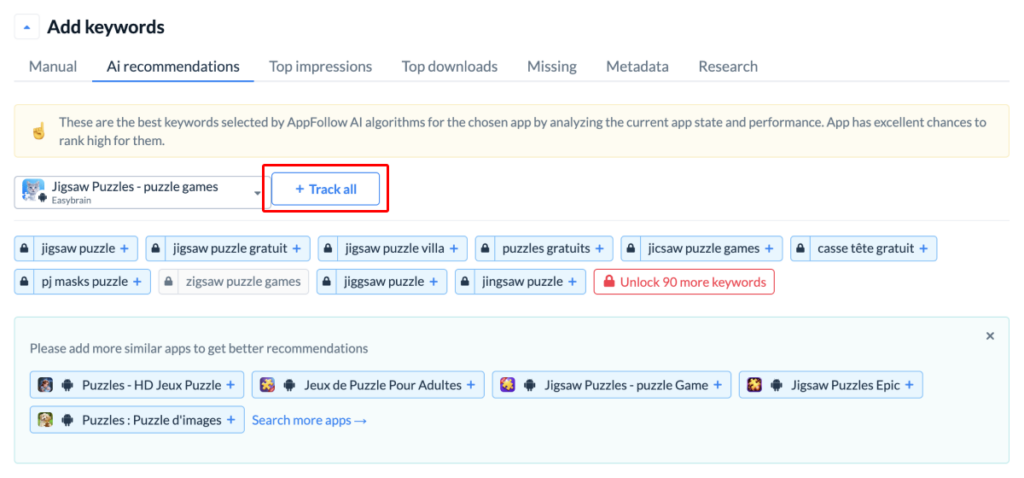 Add keywords
Manual Ai recommendations Top impressions Top downloads Missing Metadata Research
These are the best keywords selected by AppFollow AI algorithms for the chosen app by analyzing the current app state and performance. App has excellent chances to
rank high for them.
Jigsaw Puzzles - puzzle games
Easybrain
+ Track all
jigsaw puzzle + jigsaw puzzle gratuit + jigsaw puzzle villa + puzzles gratuits + jicsaw puzzle games + casse tête gratuit +
pj masks puzzle + zigsaw puzzle games jiggsaw puzzle + jingsaw puzzle + Unlock 90 more keywords
Please add more similar apps to get better recommendations
Puzzles - HD Jeux Puzzle + Jeux de Puzzle Pour Adultes + Jigsaw Puzzles - puzzle Game + Jigsaw Puzzles Epic +
Puzzles : Puzzle d'images + Search more apps →